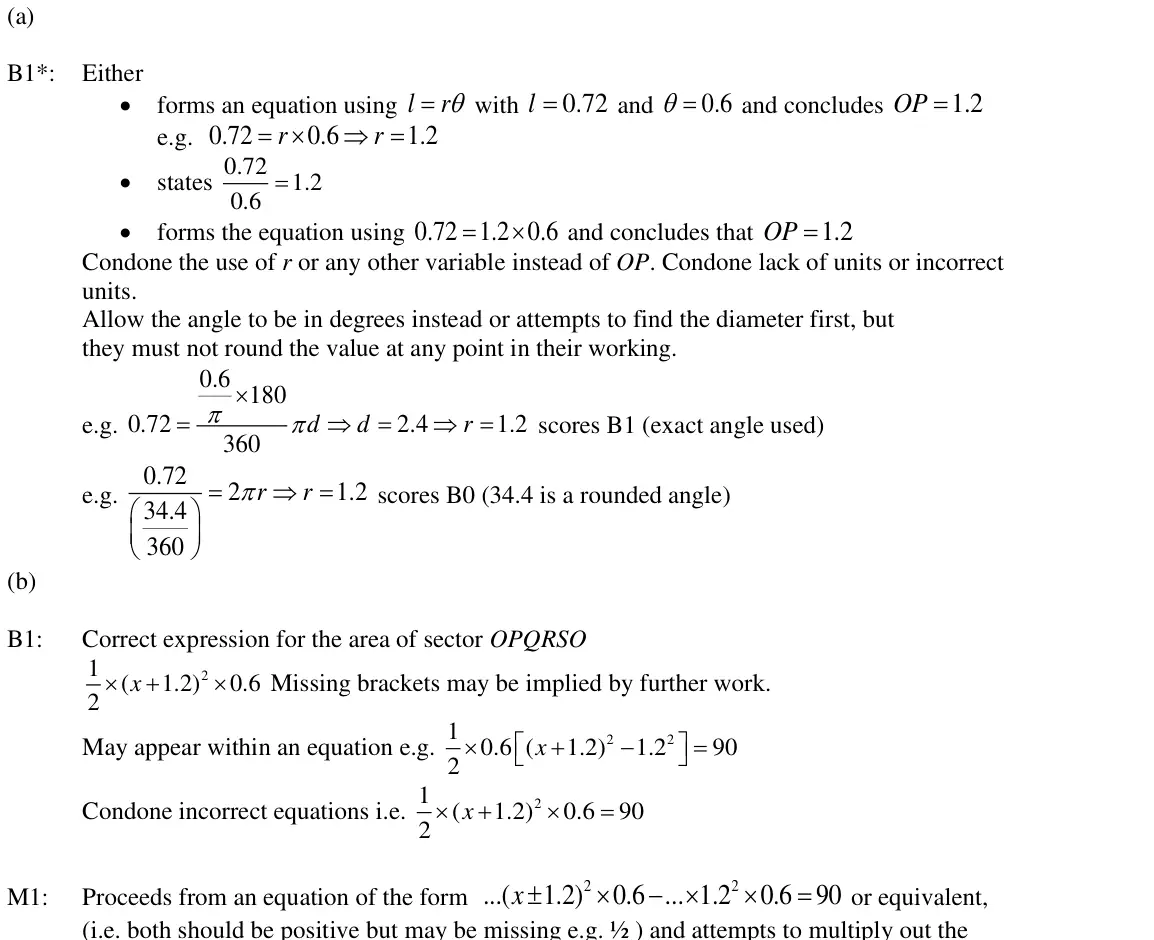 (a)
B1*: Either
• forms an equation using l = rθ with l = 0.72 and θ = 0.6 and concludes OP = 1.2
e.g. 0.72 = r × 0.6 ⇒ r = 1.2
• states 0.72/0.6 = 1.2
• forms the equation using 0.72 = 1.2 × 0.6 and concludes that OP = 1.2
Condone the use of r or any other variable instead of OP. Condone lack of units or incorrect
units.
Allow the angle to be in degrees instead or attempts to find the diameter first, but
they must not round the value at any point in their working.
e.g. 0.72 = (0.6/π × 180)/360 πd ⇒ d = 2.4 ⇒ r = 1.2 scores B1 (exact angle used)
e.g. 0.72/(34.4/360) = 2πr ⇒ r = 1.2 scores B0 (34.4 is a rounded angle)
(b)
B1: Correct expression for the area of sector OPQRSO
1/2 × (x + 1.2)² × 0.6 Missing brackets may be implied by further work.
May appear within an equation e.g. 1/2 × 0.6[(x + 1.2)² − 1.2²] = 90
Condone incorrect equations i.e. 1/2 × (x + 1.2)² × 0.6 = 90
M1: Proceeds from an equation of the form ...(x ± 1.2)² × 0.6 − ... × 1.2² × 0.6 = 90 or equivalent,
(i.e. both should be positive but may be missing e.g. ½ ) and attempts to multiply out the